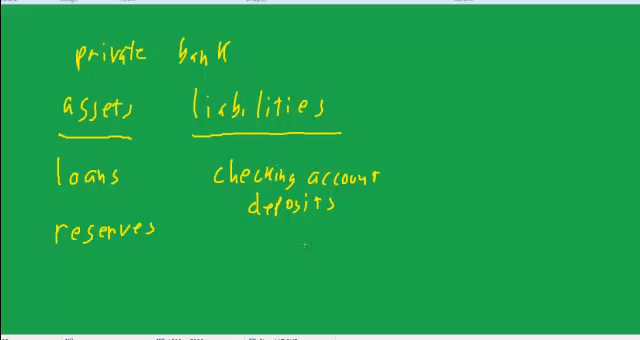 private bank
assets liabilities
loans checking account
deposits
reserves